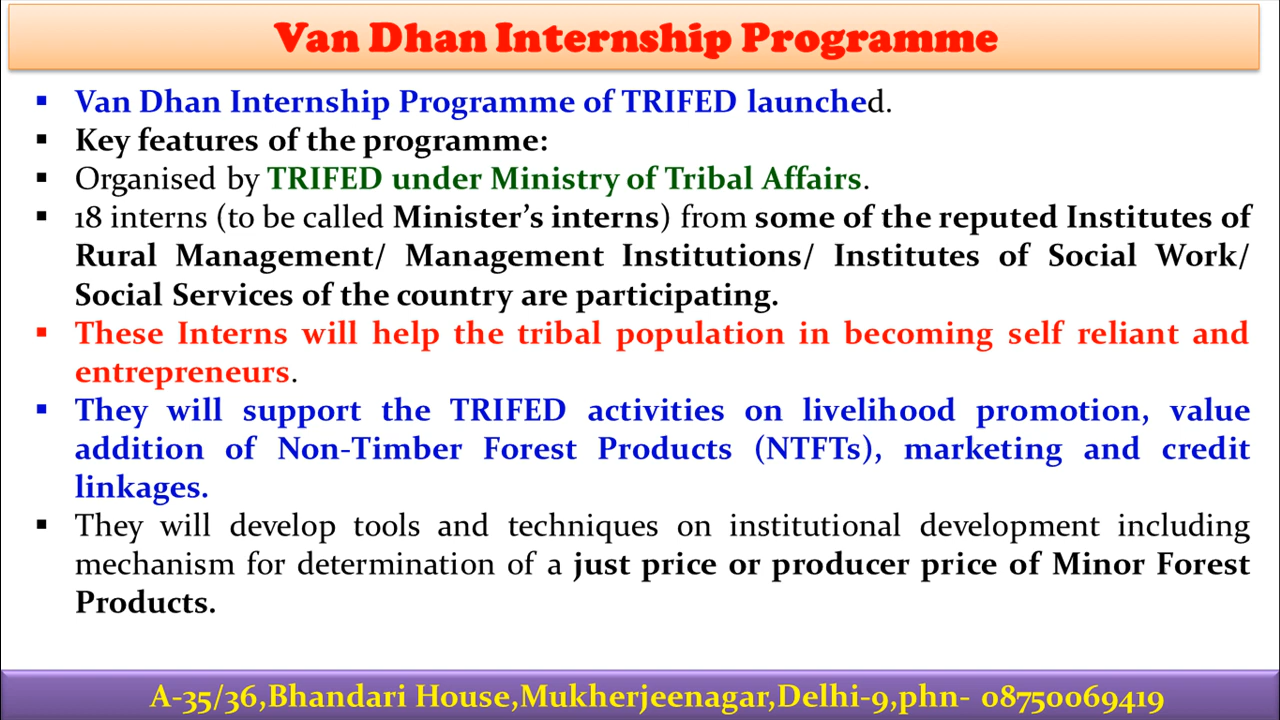 Van Dhan Internship Programme
▪ Van Dhan Internship Programme of TRIFED launched.
▪ Key features of the programme:
▪ Organised by TRIFED under Ministry of Tribal Affairs.
▪ 18 interns (to be called Minister’s interns) from some of the reputed Institutes of
Rural Management/ Management Institutions/ Institutes of Social Work/
Social Services of the country are participating.
▪ These Interns will help the tribal population in becoming self reliant and
entrepreneurs.
▪ They will support the TRIFED activities on livelihood promotion, value
addition of Non-Timber Forest Products (NTFTs), marketing and credit
linkages.
▪ They will develop tools and techniques on institutional development including
mechanism for determination of a just price or producer price of Minor Forest
Products.
A-35/36,Bhandari House,Mukherjeenagar,Delhi-9,phn- 08750069419